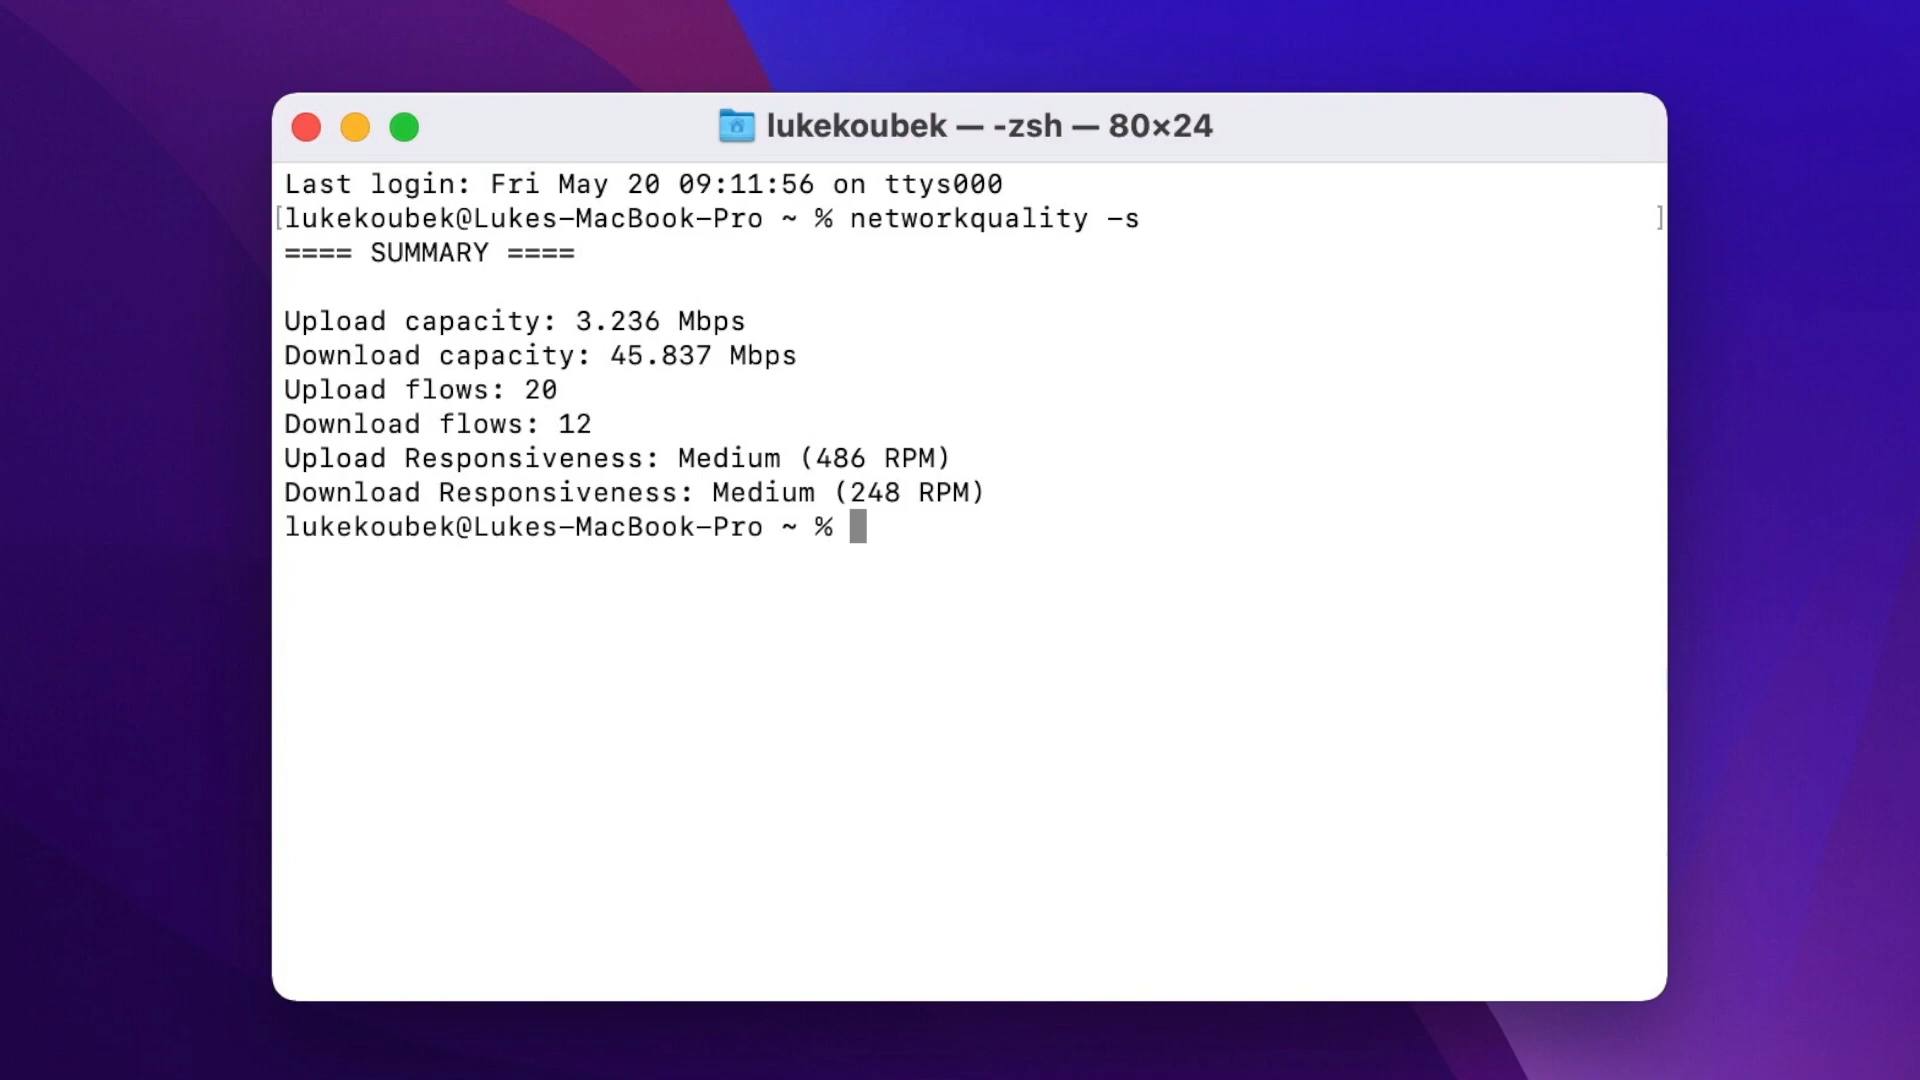 lukekoubek — -zsh — 80×24
Last login: Fri May 20 09:11:56 on ttys000
[lukekoubek@Lukes-MacBook-Pro ~ % networkquality -s ]
==== SUMMARY ====
Upload capacity: 3.236 Mbps
Download capacity: 45.837 Mbps
Upload flows: 20
Download flows: 12
Upload Responsiveness: Medium (486 RPM)
Download Responsiveness: Medium (248 RPM)
lukekoubek@Lukes-MacBook-Pro ~ %